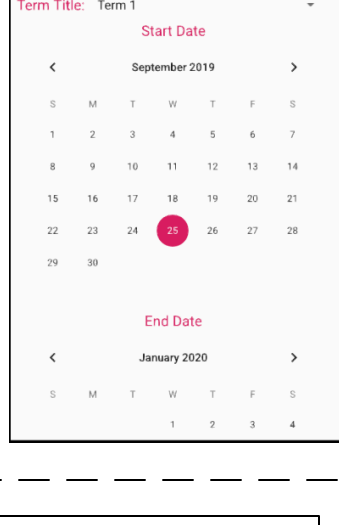 Term Title: Term 1
Start Date
September 2019
S M T W T F S
1 2 3 4 5 6 7
8 9 10 11 12 13 14
15 16 17 18 19 20 21
22 23 24 25 26 27 28
29 30
End Date
January 2020
S M T W T F S
1 2 3 4